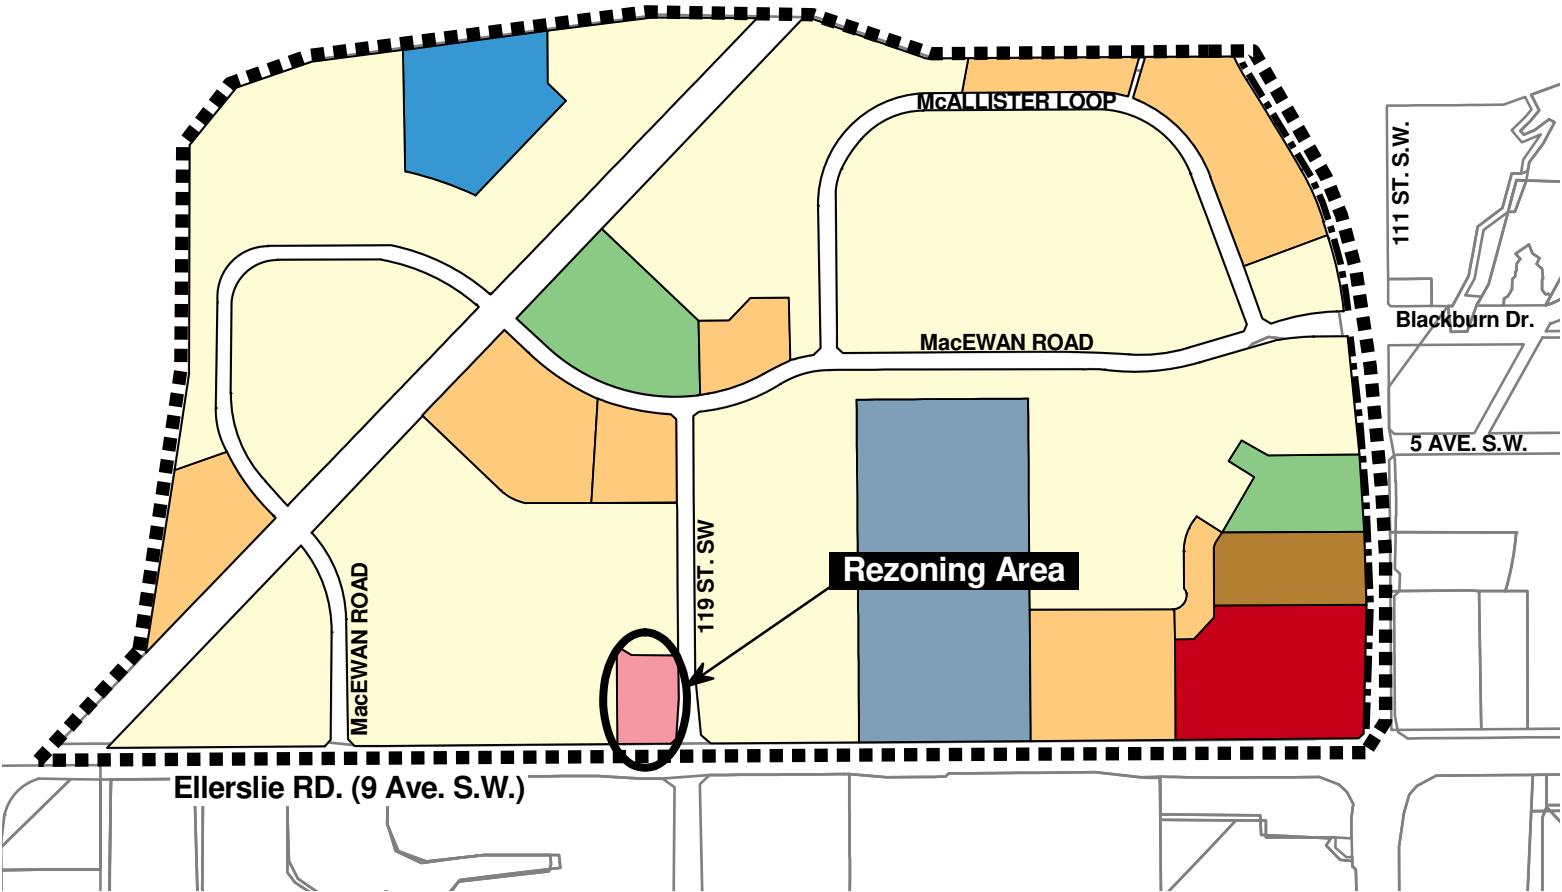 McALLISTER LOOP
111 ST. S.W.
Blackburn Dr.
MacEWAN ROAD
5 AVE. S.W.
119 ST. SW
Rezoning Area
MacEWAN ROAD
Ellerslie RD. (9 Ave. S.W.)